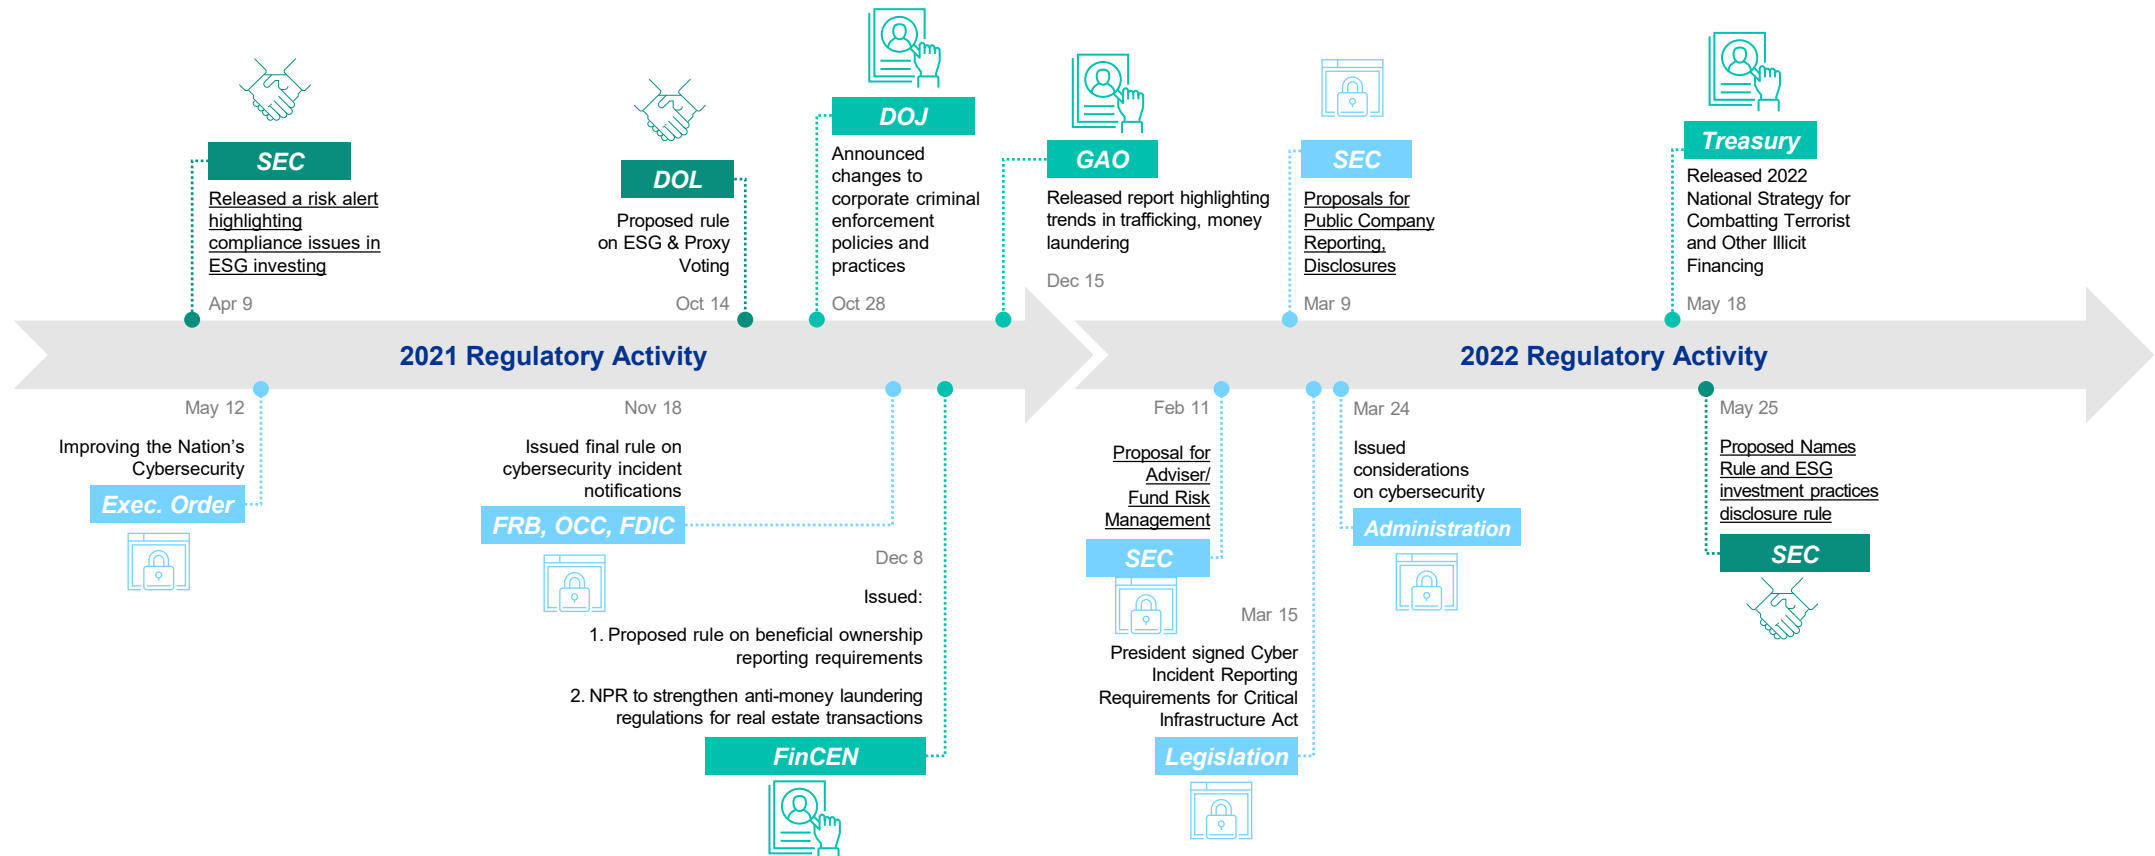 SEC
Released a risk alert
highlighting
compliance issues in
ESG investing
Apr 9
DOL
Proposed rule
on ESG & Proxy
Voting
Oct 14
DOJ
Announced
changes to
corporate criminal
enforcement
policies and
practices
Oct 28
GAO
Released report highlighting
trends in trafficking, money
laundering
Dec 15
SEC
Proposals for
Public Company
Reporting,
Disclosures
Mar 9
Treasury
Released 2022
National Strategy for
Combatting Terrorist
and Other Illicit
Financing
May 18
2021 Regulatory Activity
2022 Regulatory Activity
May 12
Improving the Nation's
Cybersecurity
Exec. Order
Nov 18
Issued final rule on
cybersecurity incident
notifications
FRB, OCC, FDIC
Dec 8
Issued:
1. Proposed rule on beneficial ownership
reporting requirements
2. NPR to strengthen anti-money laundering
regulations for real estate transactions
FinCEN
Feb 11
Proposal for
Adviser/
Fund Risk
Management
SEC
Mar 15
President signed Cyber
Incident Reporting
Requirements for Critical
Infrastructure Act
Legislation
Mar 24
Issued
considerations
on cybersecurity
Administration
May 25
Proposed Names
Rule and ESG
investment practices
disclosure rule
SEC